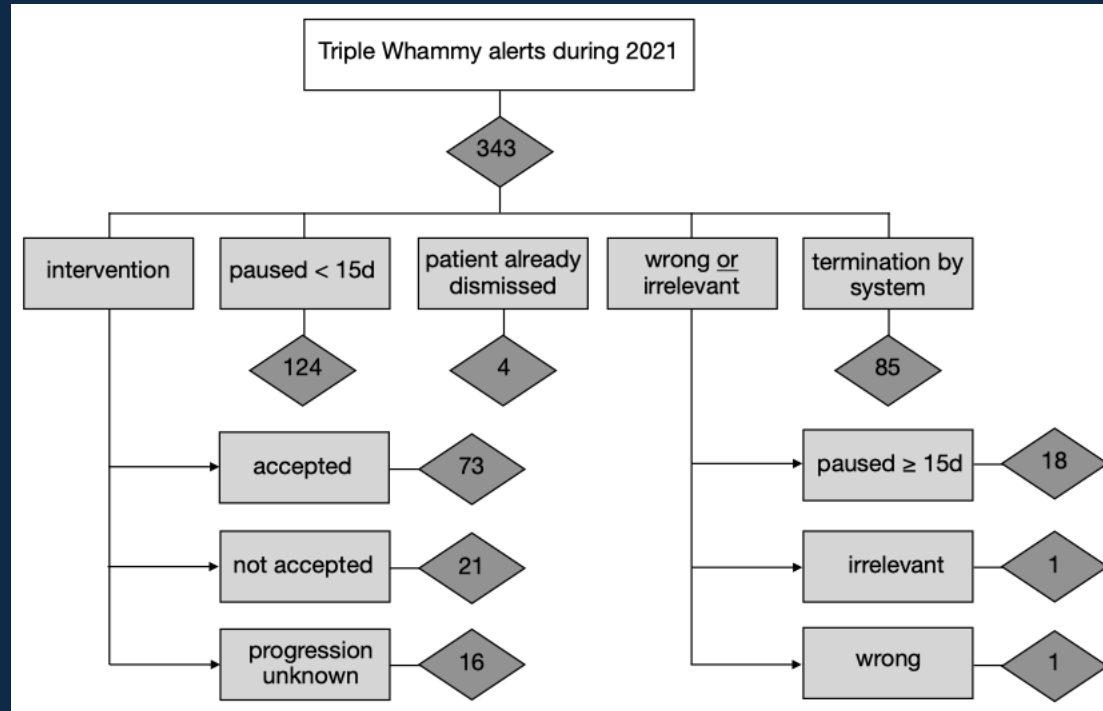 Triple Whammy alerts during 2021
343
intervention
paused < 15d
patient already
dismissed
wrong or
irrelevant
termination by
system
124
4
85
accepted
73
paused ≥ 15d
18
not accepted
21
irrelevant
1
progression
unknown
16
wrong
1